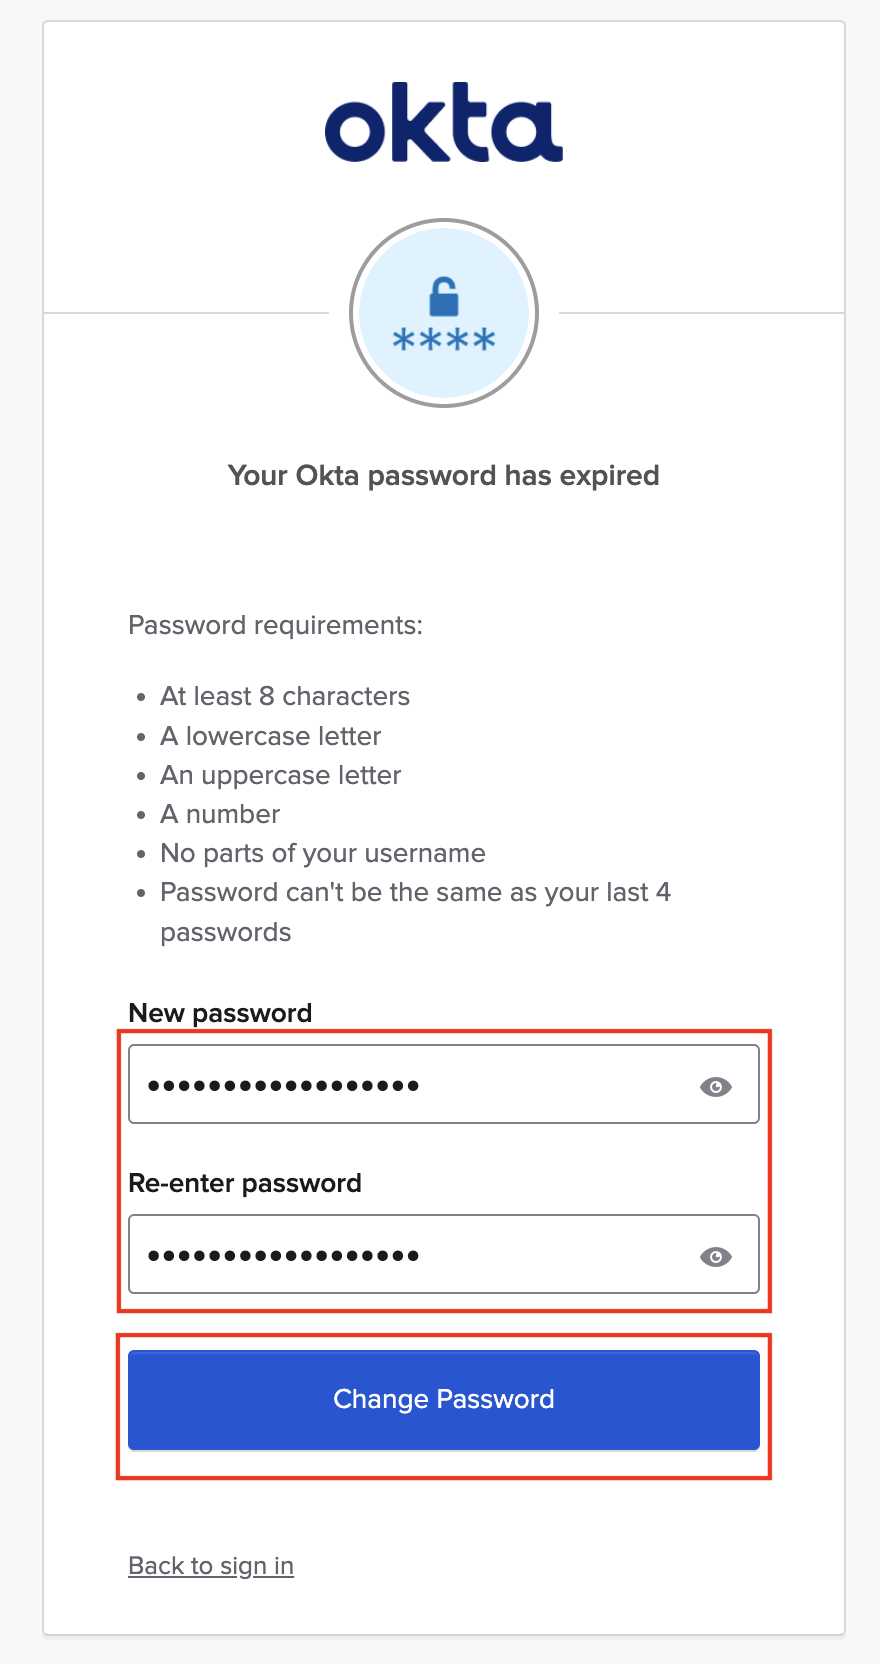 okta
****
Your Okta password has expired
Password requirements:
• At least 8 characters
• A lowercase letter
• An uppercase letter
• A number
• No parts of your username
• Password can't be the same as your last 4
passwords
New password
••••••••••••••••••
Re-enter password
••••••••••••••••••
Change Password
Back to sign in